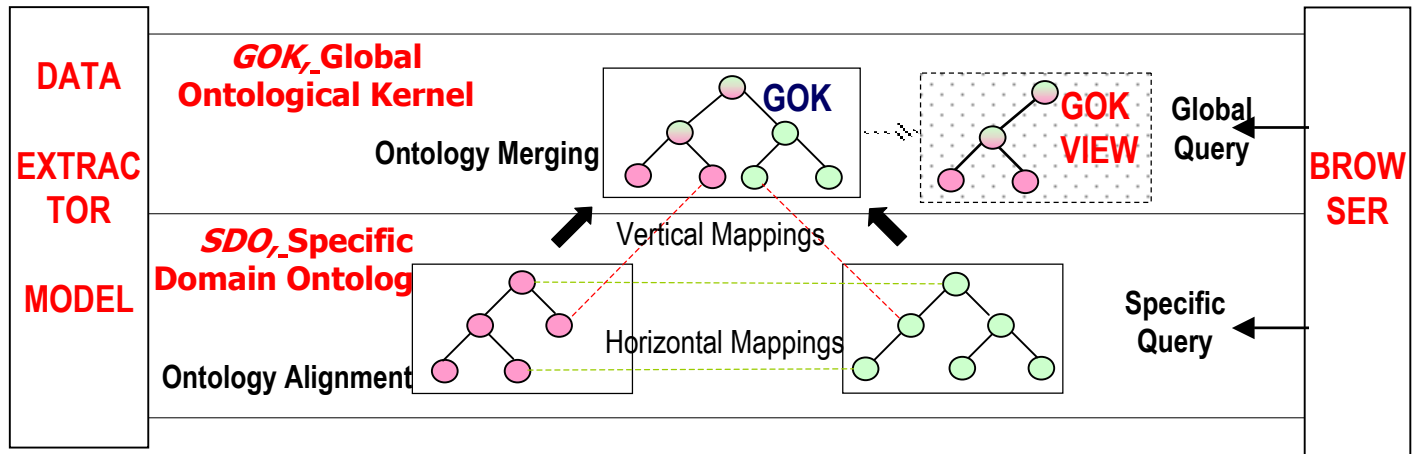 DATA
EXTRAC
TOR
MODEL
GOK, Global
Ontological Kernel
Ontology Merging
GOK
GOK
VIEW
Global
Query
BROW
SER
SDO, Specific
Domain Ontolog
Vertical Mappings
Horizontal Mappings
Ontology Alignment
Specific
Query